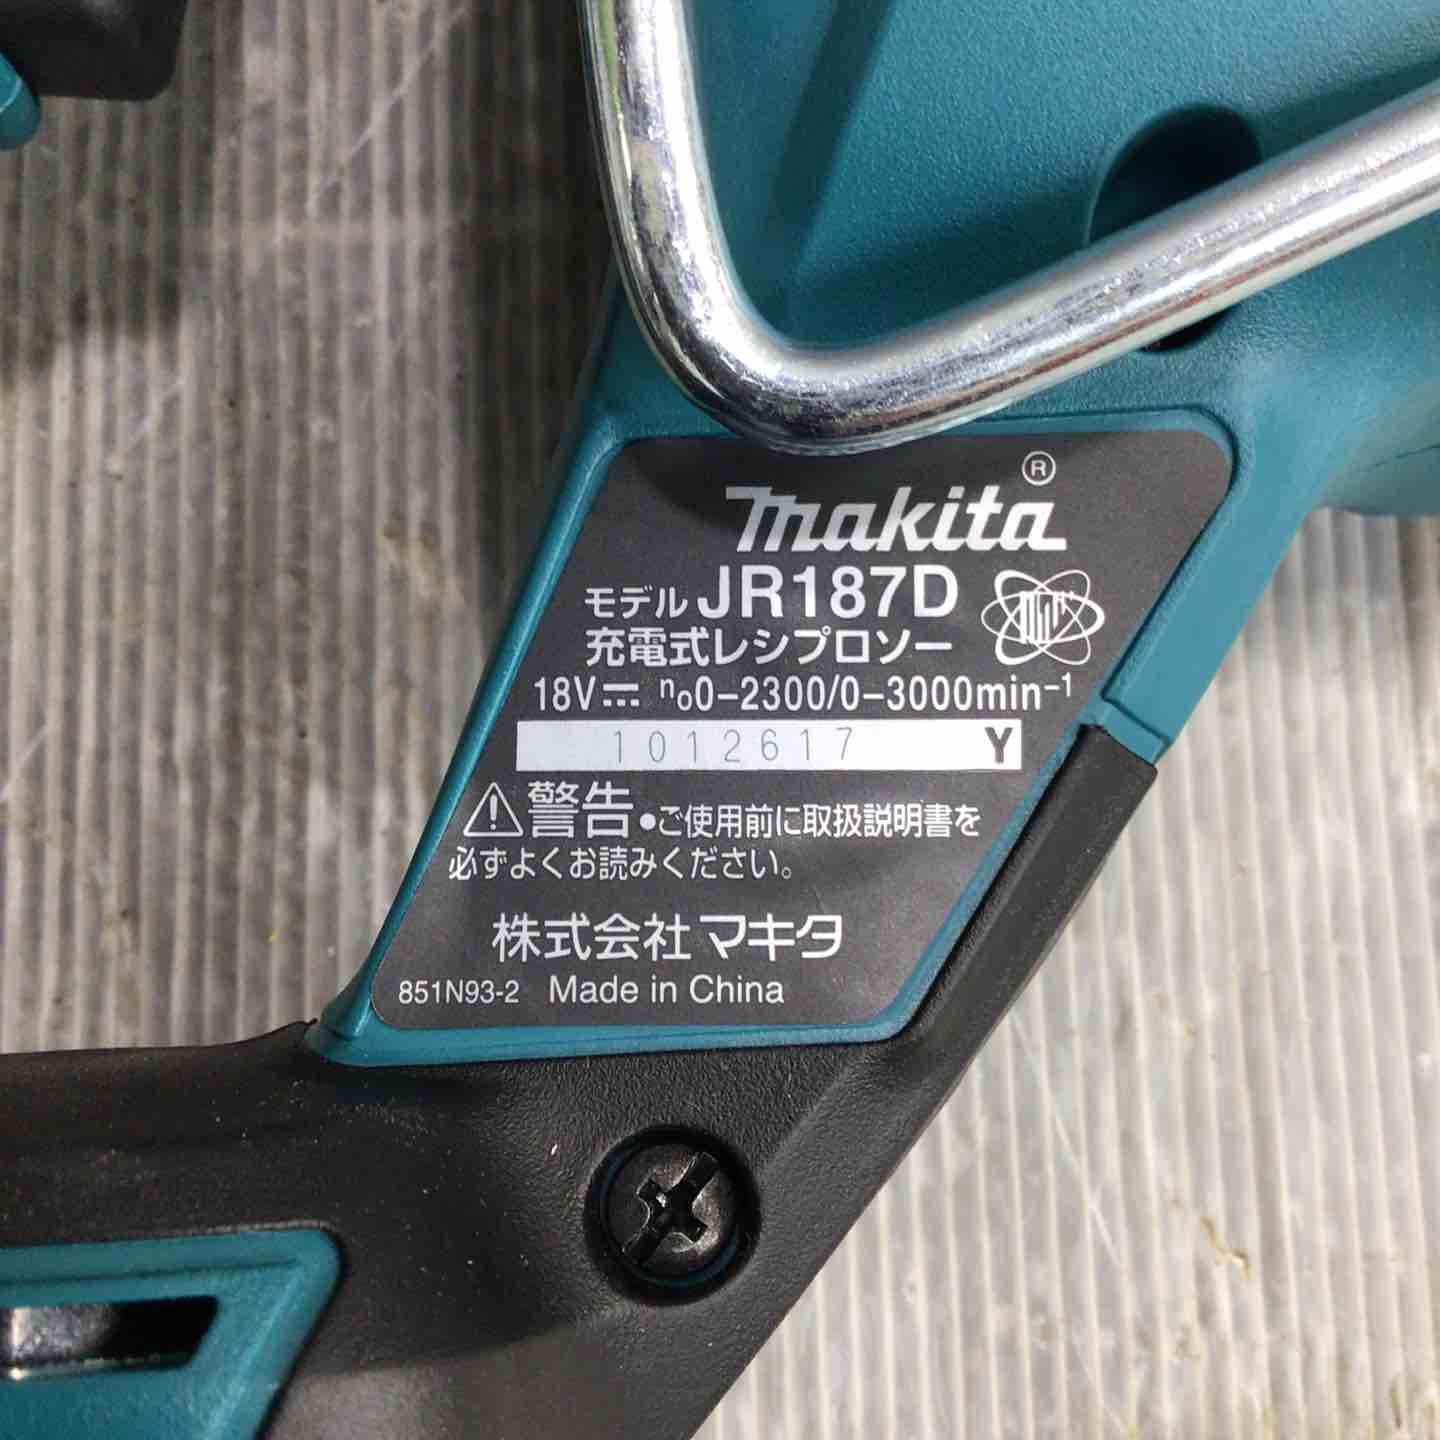 makita®
モデル JR187D
充電式レシプロソー
18V⎓ n₀0–2300/0–3000min⁻¹
1012617 Y
⚠警告●ご使用前に取扱説明書を
必ずよくお読みください。
株式会社マキタ
851N93-2 Made in China